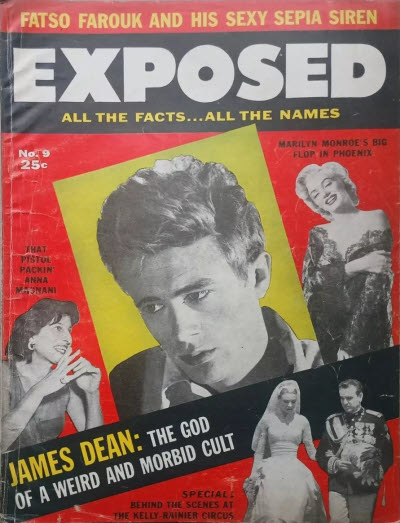 FATSO FAROUK AND HIS SEXY SEPIA SIREN
EXPOSED
ALL THE FACTS...ALL THE NAMES
No. 9
25c
MARILYN MONROE'S BIG
FLOP IN PHOENIX
THAT
PISTOL
PACKIN'
ANNA
MAGNANI
JAMES DEAN: THE GOD
OF A WEIRD AND MORBID CULT
SPECIAL:
BEHIND THE SCENES AT
THE KELLY-RAINIER CIRCUS